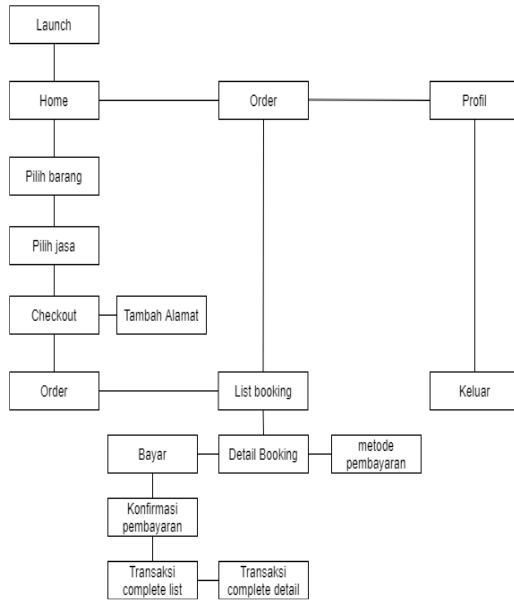 Launch
Home
Order
Profil
Pilih barang
Pilih jasa
Checkout
Tambah Alamat
Order
List booking
Keluar
Bayar
Detail Booking
metode
pembayaran
Konfirmasi
pembayaran
Transaksi
complete list
Transaksi
complete detail